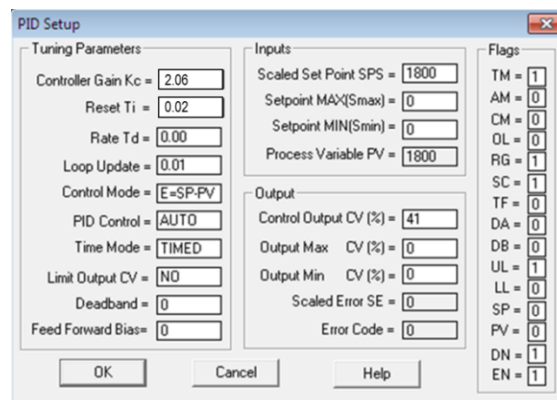 PID Setup
Tuning Parameters
Controller Gain Kc = 2.06
Reset Ti = 0.02
Rate Td = 0.00
Loop Update = 0.01
Control Mode = E=SP-PV
PID Control = AUTO
Time Mode = TIMED
Limit Output CV = NO
Deadband = 0
Feed Forward Bias= 0
Inputs
Scaled Set Point SPS = 1800
Setpoint MAX(Smax) = 0
Setpoint MIN(Smin) = 0
Process Variable PV = 1800
Output
Control Output CV (%) = 41
Output Max CV (%) = 0
Output Min CV (%) = 0
Scaled Error SE = 0
Error Code = 0
Flags
TM = 1
AM = 0
CM = 0
OL = 0
RG = 1
SC = 1
TF = 0
DA = 0
DB = 0
UL = 1
LL = 0
SP = 0
PV = 0
DN = 1
EN = 1
OK
Cancel
Help